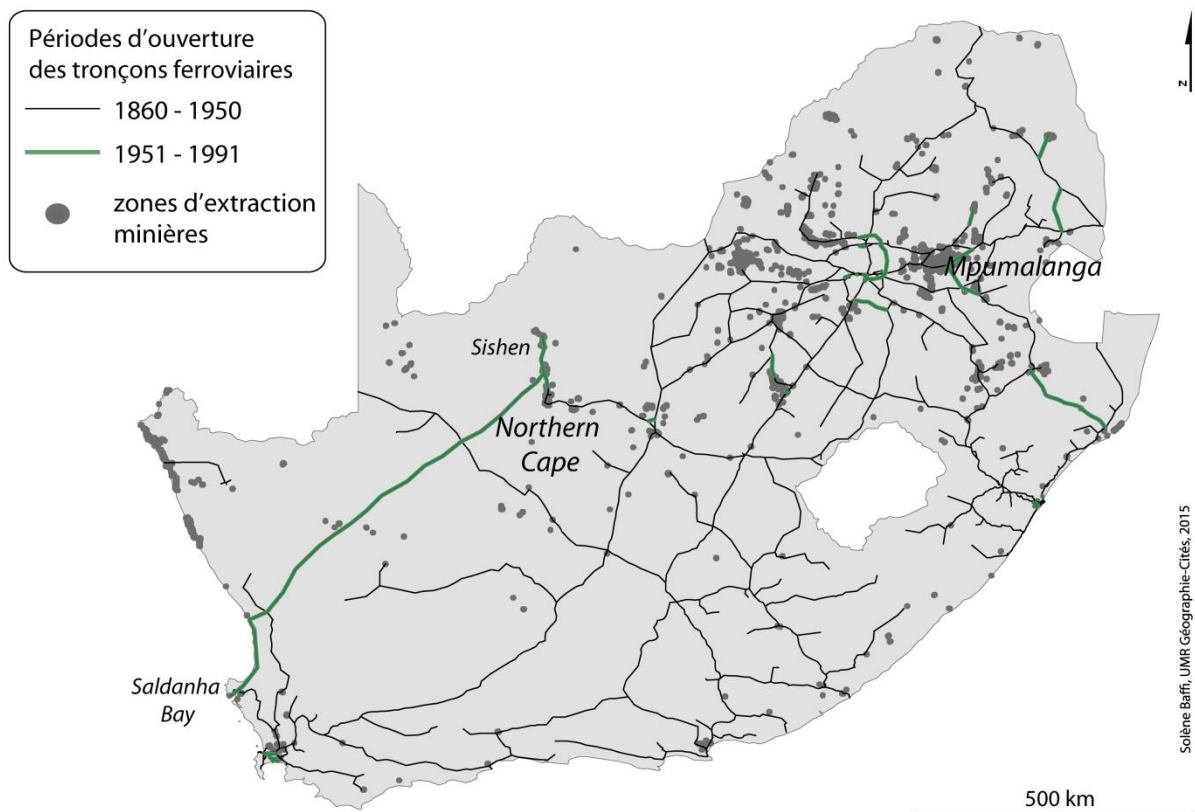 Périodes d'ouverture
des tronçons ferroviaires
1860 - 1950
1951 - 1991
zones d'extraction
minières
z
Mpumalanga
Sishen
Northern
Cape
Saldanha
Bay
Solène Baffi, UMR Géographie-Cités, 2015
500 km